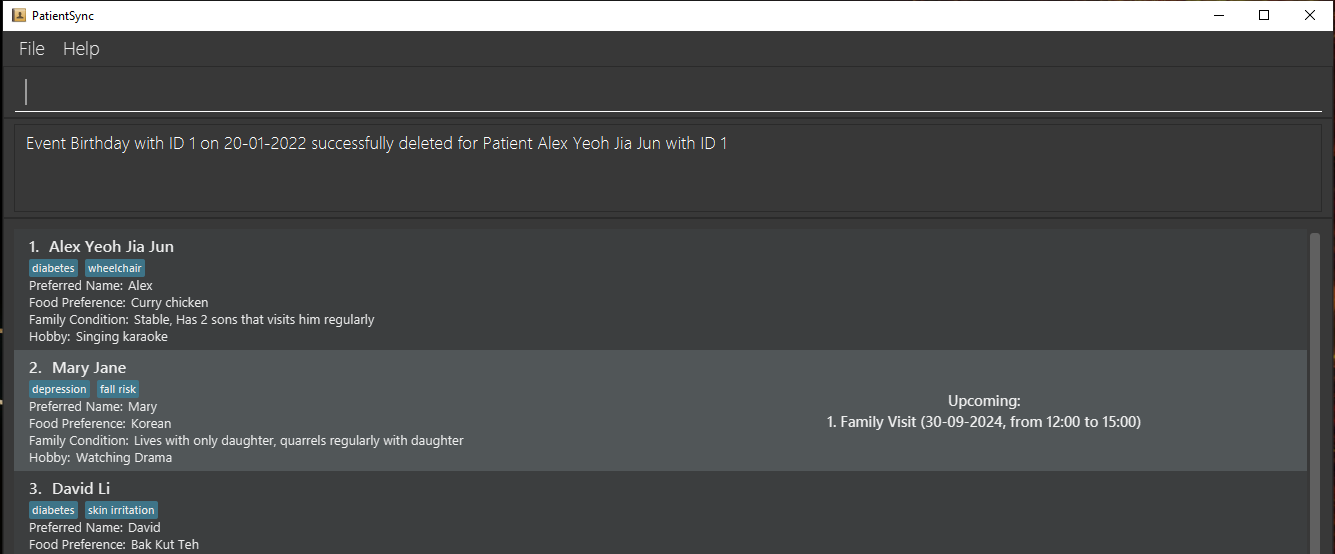 PatientSync
File Help
Event Birthday with ID 1 on 20-01-2022 successfully deleted for Patient Alex Yeoh Jia Jun with ID 1
1. Alex Yeoh Jia Jun
diabetes wheelchair
Preferred Name: Alex
Food Preference: Curry chicken
Family Condition: Stable, Has 2 sons that visits him regularly
Hobby: Singing karaoke
2. Mary Jane
depression fall risk
Preferred Name: Mary
Food Preference: Korean
Family Condition: Lives with only daughter, quarrels regularly with daughter
Hobby: Watching Drama
Upcoming:
1. Family Visit (30-09-2024, from 12:00 to 15:00)
3. David Li
diabetes skin irritation
Preferred Name: David
Food Preference: Bak Kut Teh